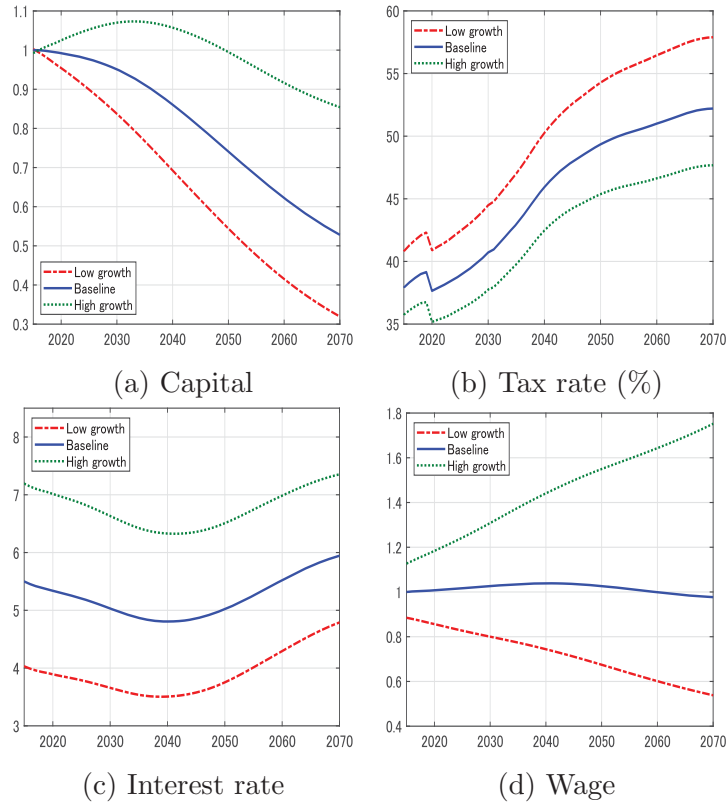 1.1
1
0.9
0.8
0.7
0.6
0.5
0.4
0.3
Low growth
Baseline
High growth
2020 2030 2040 2050 2060 2070
(a) Capital
60
55
50
45
40
35
Low growth
Baseline
High growth
2020 2030 2040 2050 2060 2070
(b) Tax rate (%)
8
7
6
5
4
3
Low growth
Baseline
High growth
2020 2030 2040 2050 2060 2070
(c) Interest rate
1.8
1.6
1.4
1.2
1
0.8
0.6
0.4
Low growth
Baseline
High growth
2020 2030 2040 2050 2060 2070
(d) Wage